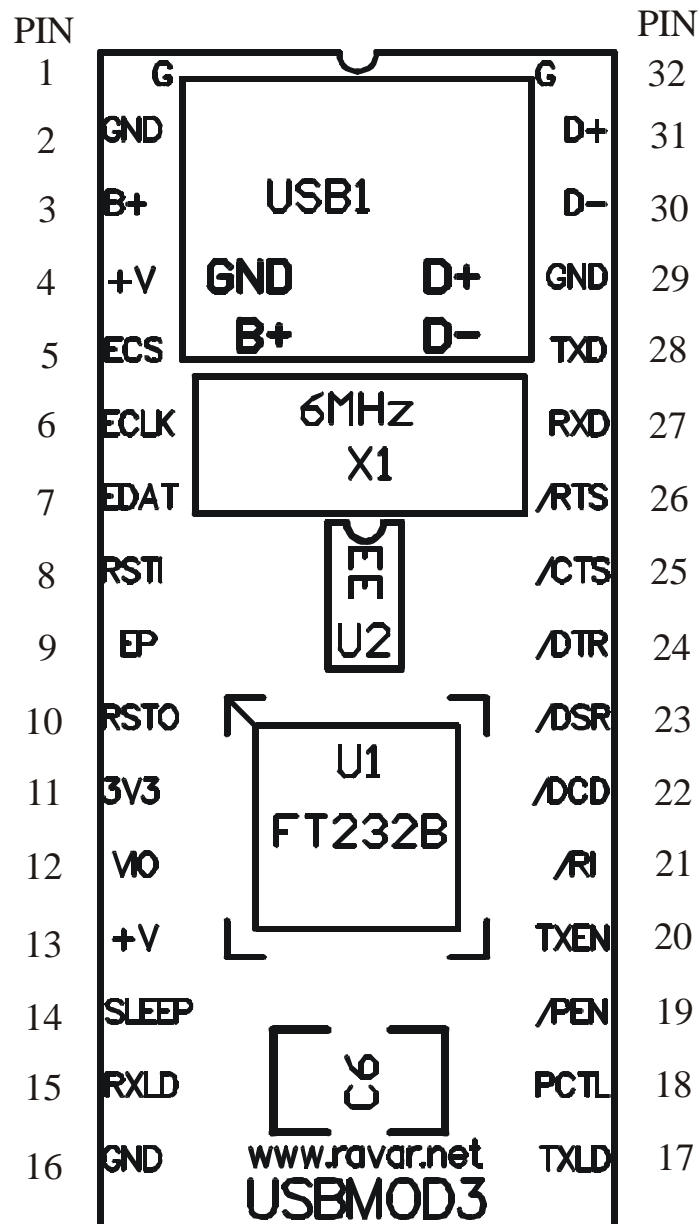 PIN PIN
1 G G 32
2 GND D+ 31
3 B+ USB1 D- 30
4 +V GND D+ GND 29
5 ECS B+ D- TXD 28
6 ECLK 6MHz RXD 27
X1
7 EDAT /RTS 26
8 RSTI EE /CTS 25
9 EP U2 /DTR 24
10 RSTO /DSR 23
U1
11 3V3 /DCD 22
FT232B
12 VIO /RI 21
13 +V TXEN 20
14 SLEEP /PEN 19
15 RXLD C6 PCTL 18
16 GND www.ravar.net TXLD 17
USBMOD3